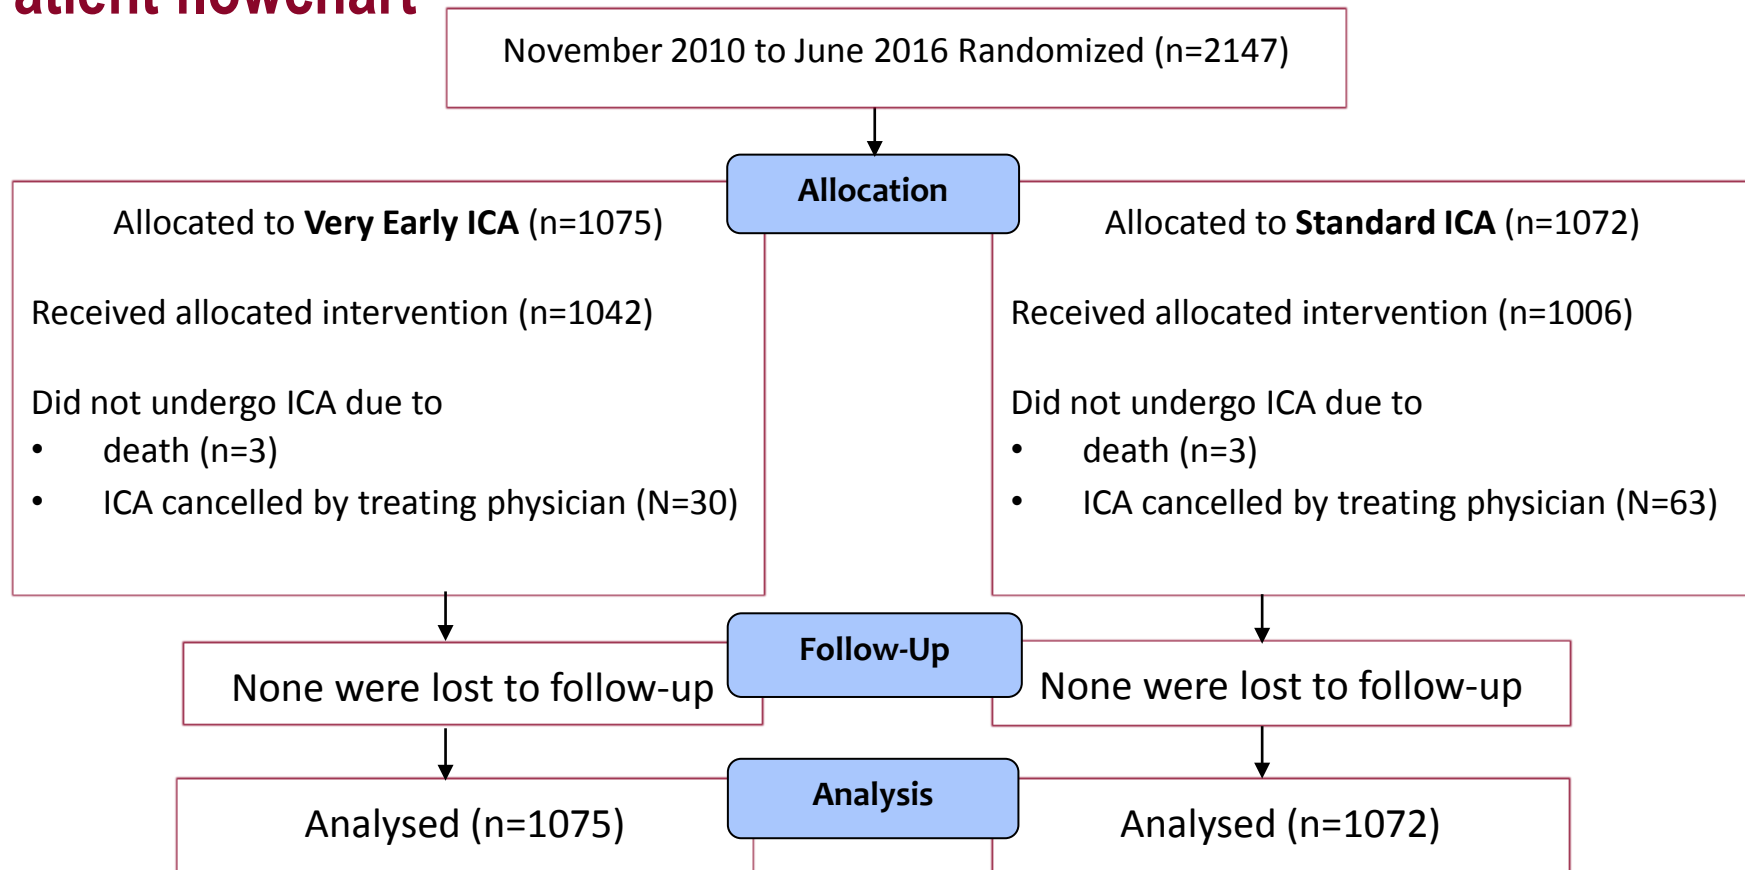 atient flowchart
November 2010 to June 2016 Randomized (n=2147)
Allocation
Allocated to Very Early ICA (n=1075)
Received allocated intervention (n=1042)
Did not undergo ICA due to
• death (n=3)
• ICA cancelled by treating physician (N=30)
Allocated to Standard ICA (n=1072)
Received allocated intervention (n=1006)
Did not undergo ICA due to
• death (n=3)
• ICA cancelled by treating physician (N=63)
Follow-Up
None were lost to follow-up
None were lost to follow-up
Analysis
Analysed (n=1075)
Analysed (n=1072)